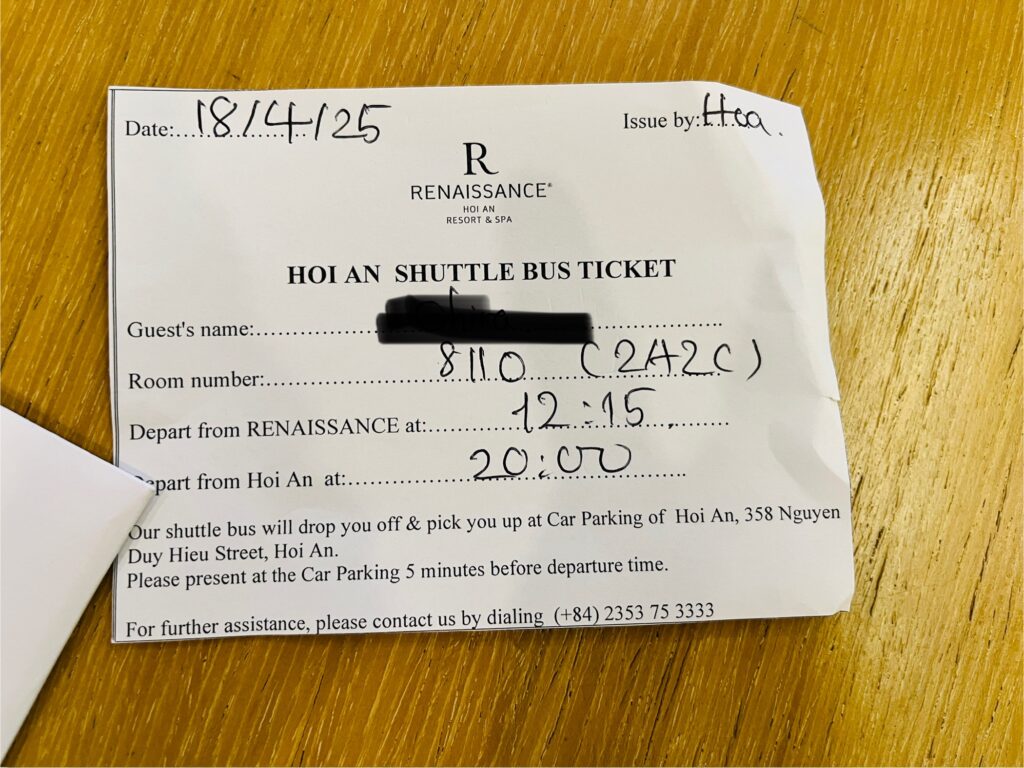 Date:......18/4/25
Issue by:Hoa.
R
RENAISSANCE®
HOI AN
RESORT & SPA
HOI AN SHUTTLE BUS TICKET
Guest's name:........................................
Room number:..............8110 (2A2C)
Depart from RENAISSANCE at:..........12:15........
epart from Hoi An at:..............20:00........
Our shuttle bus will drop you off & pick you up at Car Parking of Hoi An, 358 Nguyen
Duy Hieu Street, Hoi An.
Please present at the Car Parking 5 minutes before departure time.
For further assistance, please contact us by dialing (+84) 2353 75 3333